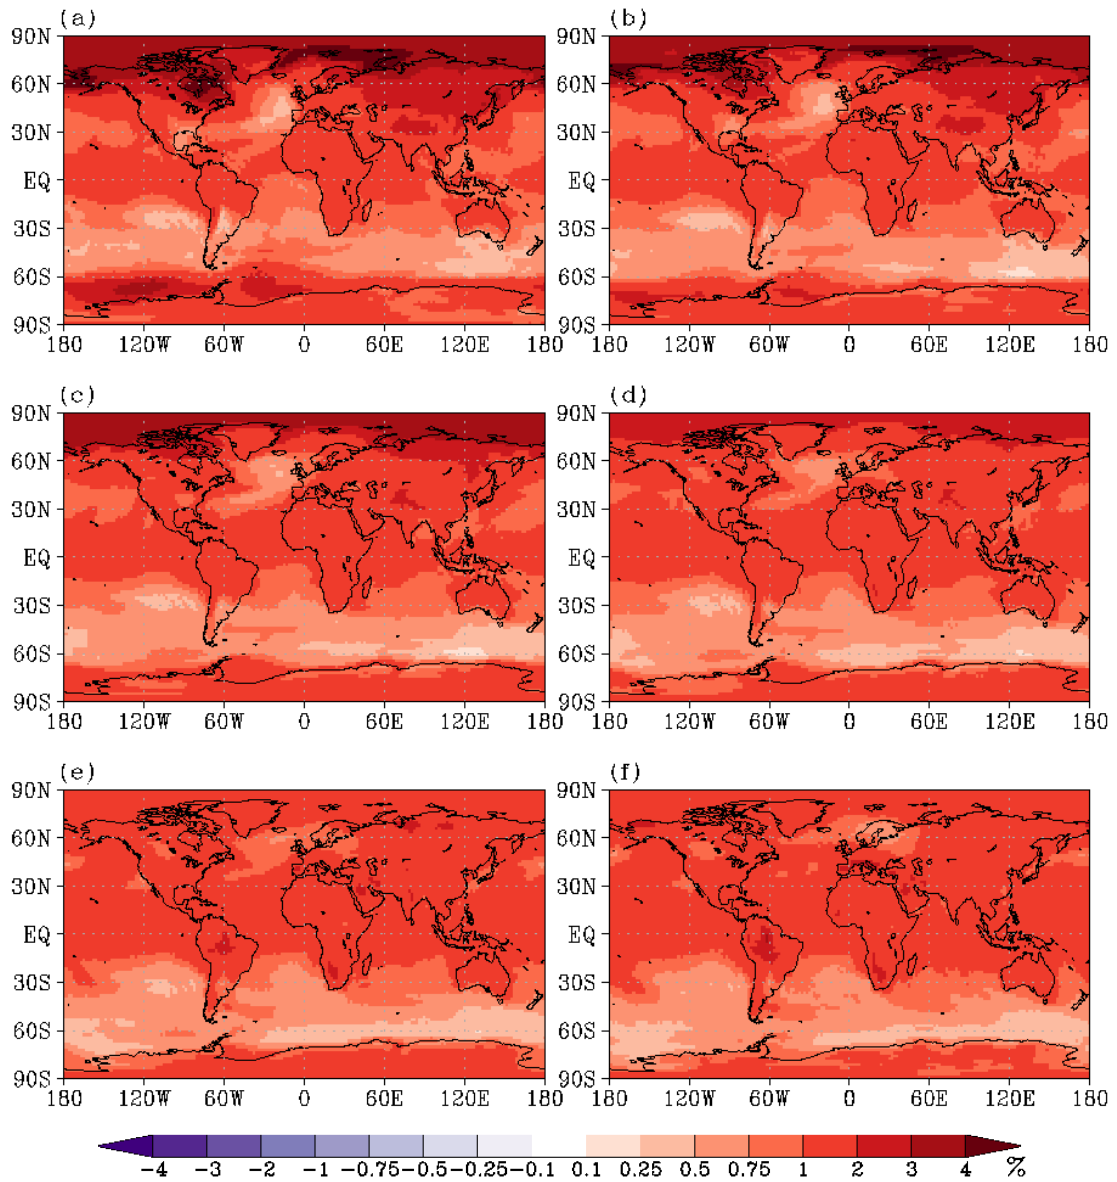 (a) (b)
90N 90N
60N 60N
30N 30N
EQ EQ
30S 30S
60S 60S
90S 90S
180 120W 60W 0 60E 120E 180 180 120W 60W 0 60E 120E 180
(c) (d)
90N 90N
60N 60N
30N 30N
EQ EQ
30S 30S
60S 60S
90S 90S
180 120W 60W 0 60E 120E 180 180 120W 60W 0 60E 120E 180
(e) (f)
90N 90N
60N 60N
30N 30N
EQ EQ
30S 30S
60S 60S
90S 90S
180 120W 60W 0 60E 120E 180 180 120W 60W 0 60E 120E 180
-4 -3 -2 -1 -0.75 -0.5 -0.25 -0.1 0.1 0.25 0.5 0.75 1 2 3 4 %